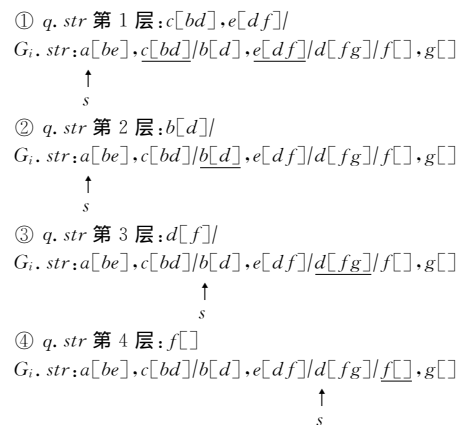 ① q. str 第 1 层:c[bd],e[df]/
Gᵢ. str:a[be],c[bd]/b[d],e[df]/d[fg]/f[],g[]
↑
s
② q. str 第 2 层:b[d]/
Gᵢ. str:a[be],c[bd]/b[d],e[df]/d[fg]/f[],g[]
↑
s
③ q. str 第 3 层:d[f]/
Gᵢ. str:a[be],c[bd]/b[d],e[df]/d[fg]/f[],g[]
↑
s
④ q. str 第 4 层:f[]
Gᵢ. str:a[be],c[bd]/b[d],e[df]/d[fg]/f[],g[]
↑
s